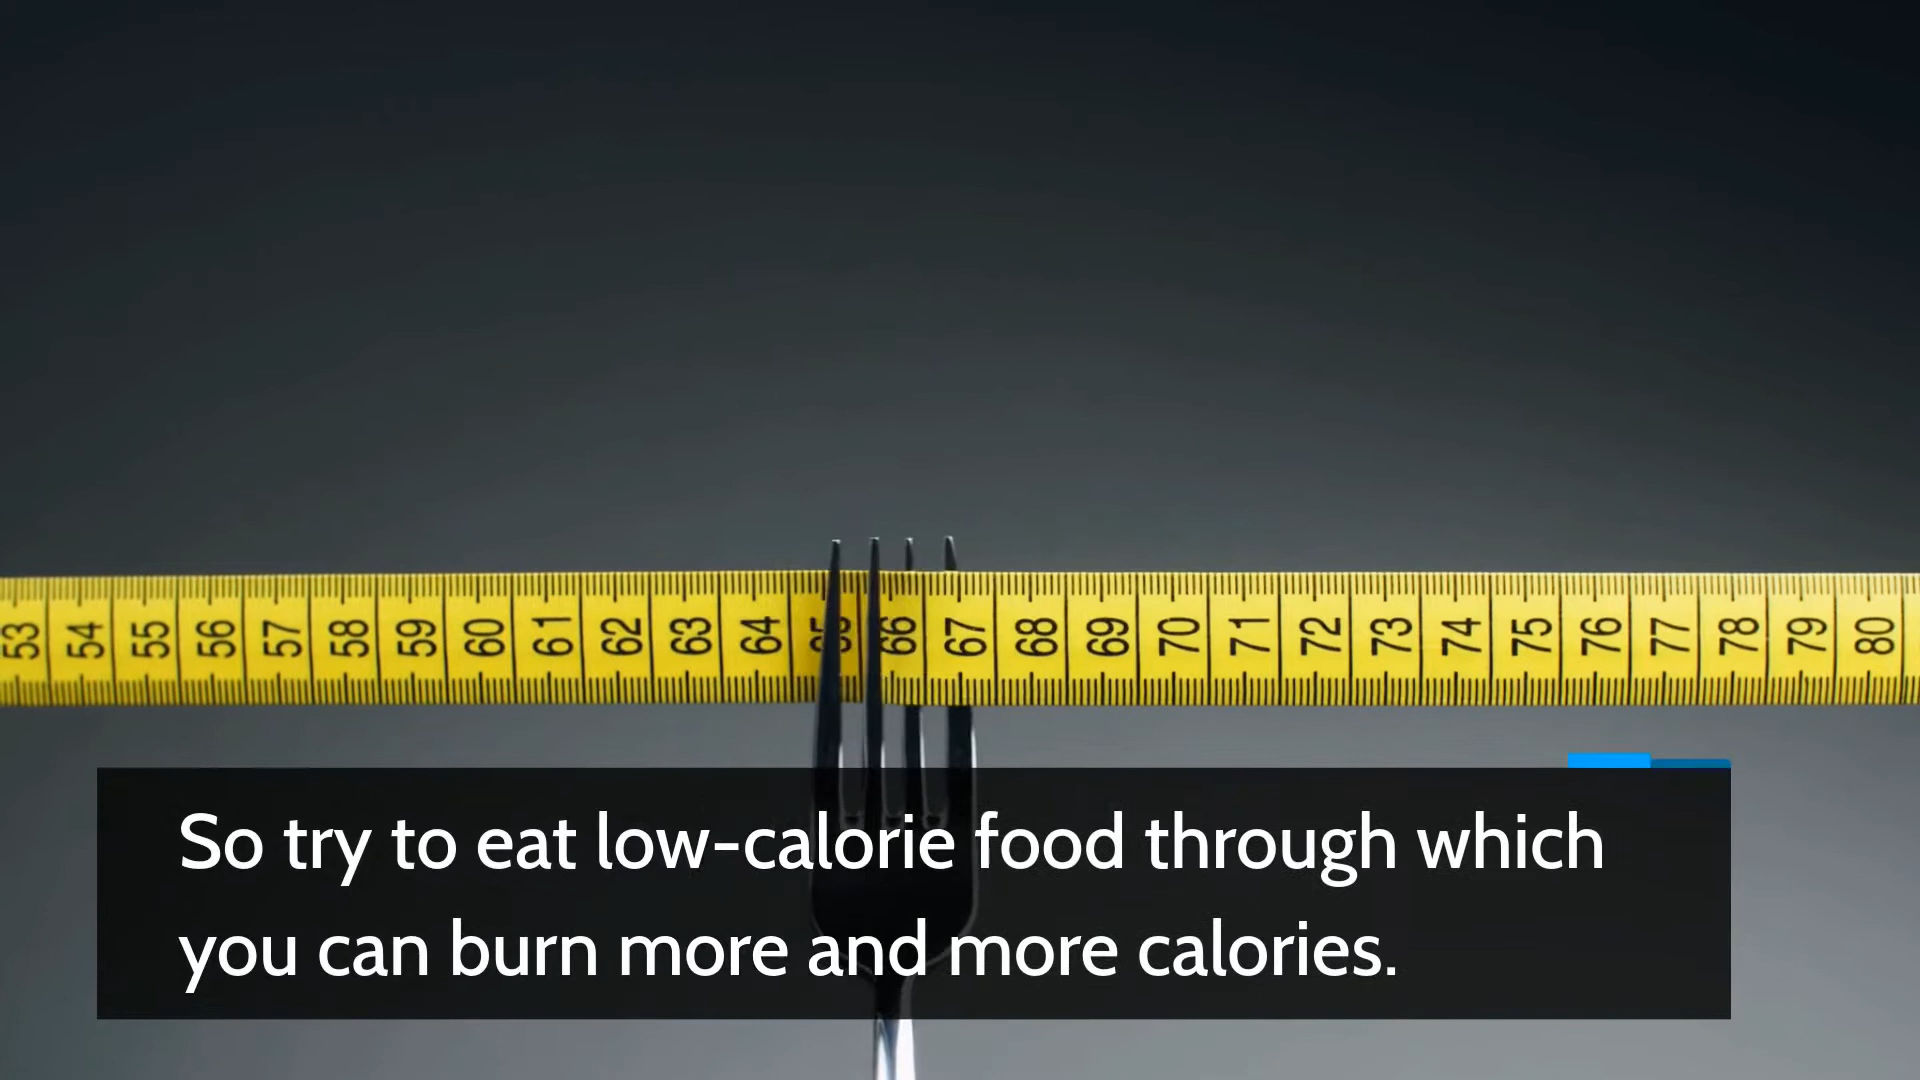 53 54 55 56 57 58 59 60 61 62 63 64 65 66 67 68 69 70 71 72 73 74 75 76 77 78 79 80
So try to eat low-calorie food through which
you can burn more and more calories.